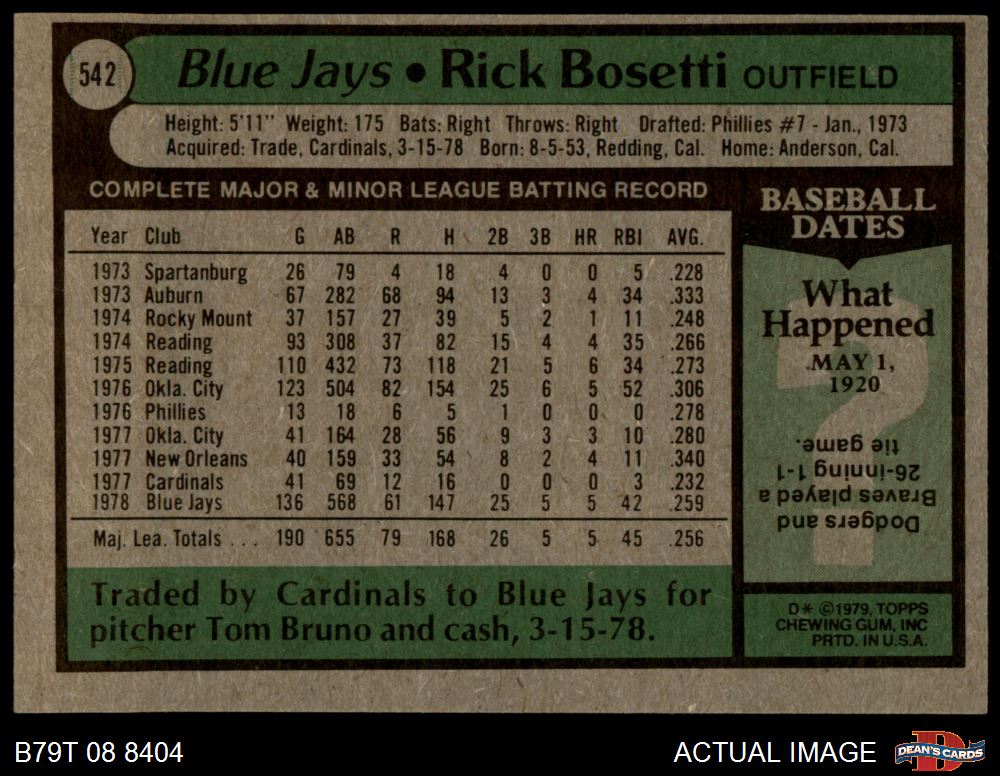 542
Blue Jays • Rick Bosetti OUTFIELD
Height: 5'11" Weight: 175 Bats: Right Throws: Right Drafted: Phillies #7 - Jan., 1973
Acquired: Trade, Cardinals, 3-15-78 Born: 8-5-53, Redding, Cal. Home: Anderson, Cal.
COMPLETE MAJOR & MINOR LEAGUE BATTING RECORD
Year Club G AB R H 2B 3B HR RBI AVG.
1973 Spartanburg 26 79 4 18 4 0 0 5 .228
1973 Auburn 67 282 68 94 13 3 4 34 .333
1974 Rocky Mount 37 157 27 39 5 2 1 11 .248
1974 Reading 93 308 37 82 15 4 4 35 .266
1975 Reading 110 432 73 118 21 5 6 34 .273
1976 Okla. City 123 504 82 154 25 6 5 52 .306
1976 Phillies 13 18 6 5 1 0 0 0 .278
1977 Okla. City 41 164 28 56 9 3 3 10 .280
1977 New Orleans 40 159 33 54 8 2 4 11 .340
1977 Cardinals 41 69 12 16 0 0 0 3 .232
1978 Blue Jays 136 568 61 147 25 5 5 42 .259
Maj. Lea. Totals . . . 190 655 79 168 26 5 5 45 .256
Traded by Cardinals to Blue Jays for
pitcher Tom Bruno and cash, 3-15-78.
BASEBALL
DATES
What
Happened
MAY 1,
1920
?
Dodgers and
Braves played a
26-inning 1-1
tie game.
D* ©1979, TOPPS
CHEWING GUM, INC
PRTD. IN U.S.A.
B79T 08 8404
ACTUAL IMAGE
D
DEAN'S CARDS